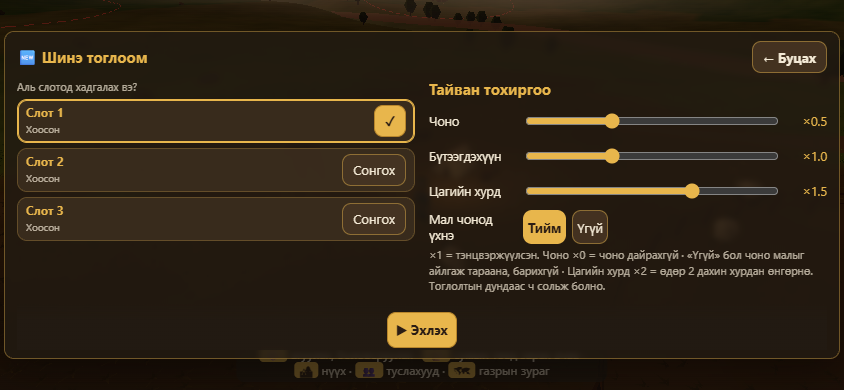 Шинэ тоглоом
← Буцах
Аль слотод хадгалах вэ?
Слот 1
Хоосон
✓
Слот 2
Хоосон
Сонгох
Слот 3
Хоосон
Сонгох
Тайван тохиргоо
Чоно ×0.5
Бүтээгдэхүүн ×1.0
Цагийн хурд ×1.5
Мал чонод
үхнэ
Тийм Үгүй
×1 = тэнцвэржүүлсэн. Чоно ×0 = чоно дайрахгүй · «Үгүй» бол чоно малыг
айлгаж тараана, барихгүй · Цагийн хурд ×2 = өдөр 2 дахин хурдан өнгөрнө.
Тоглолтын дундаас ч сольж болно.
▶ Эхлэх
нүүх · туслахууд · газрын зураг